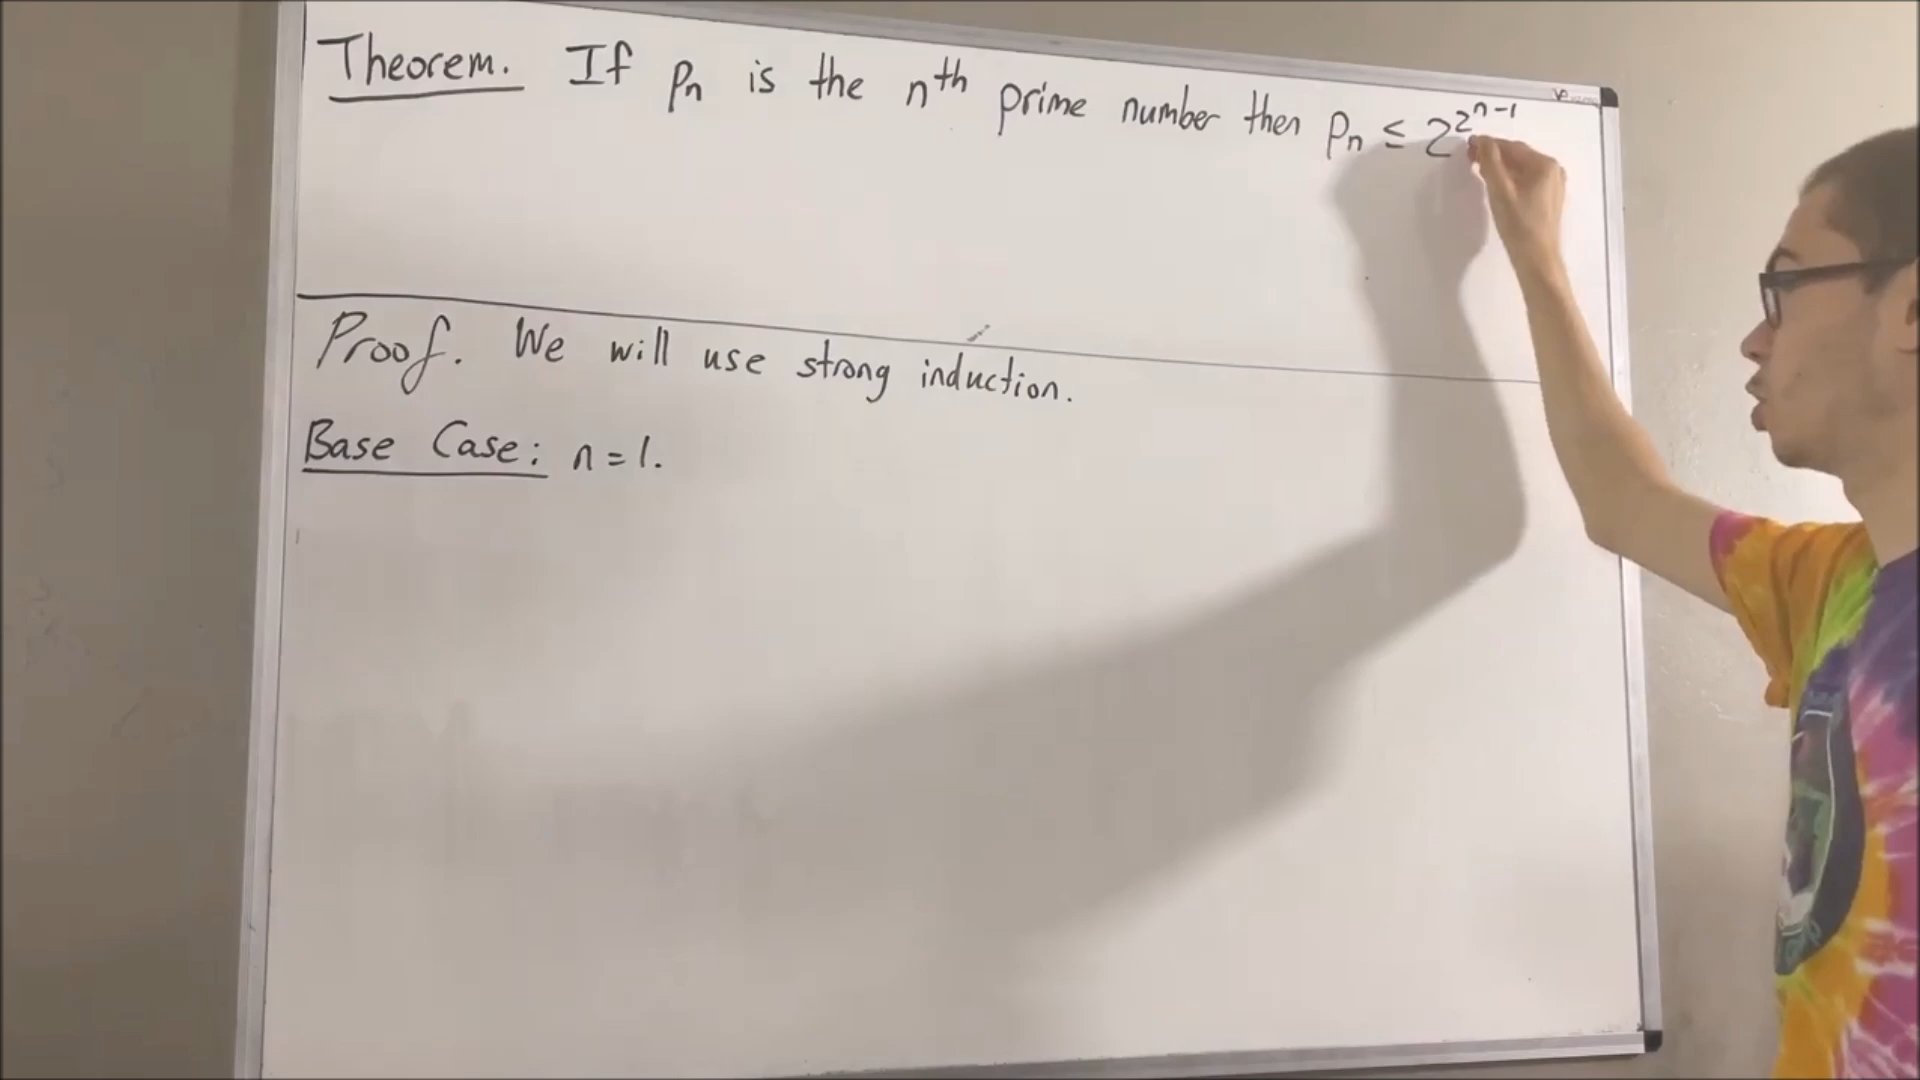 Theorem. If pₙ is the nᵗʰ prime number then pₙ ≤ 2^2^n-1
Proof. We will use strong induction.
Base Case: n=1.